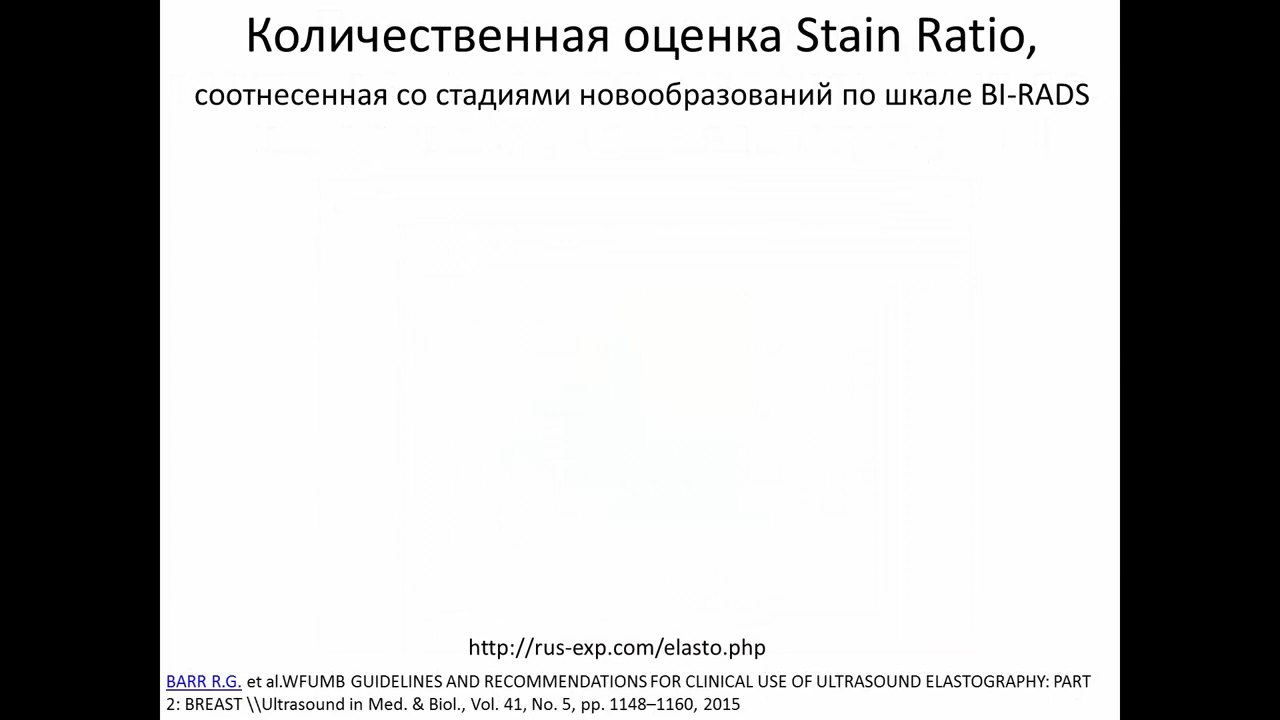 Количественная оценка Stain Ratio,
соотнесенная со стадиями новообразований по шкале BI-RADS
http://rus-exp.com/elasto.php
BARR R.G. et al.WFUMB GUIDELINES AND RECOMMENDATIONS FOR CLINICAL USE OF ULTRASOUND ELASTOGRAPHY: PART
2: BREAST \\Ultrasound in Med. & Biol., Vol. 41, No. 5, pp. 1148–1160, 2015